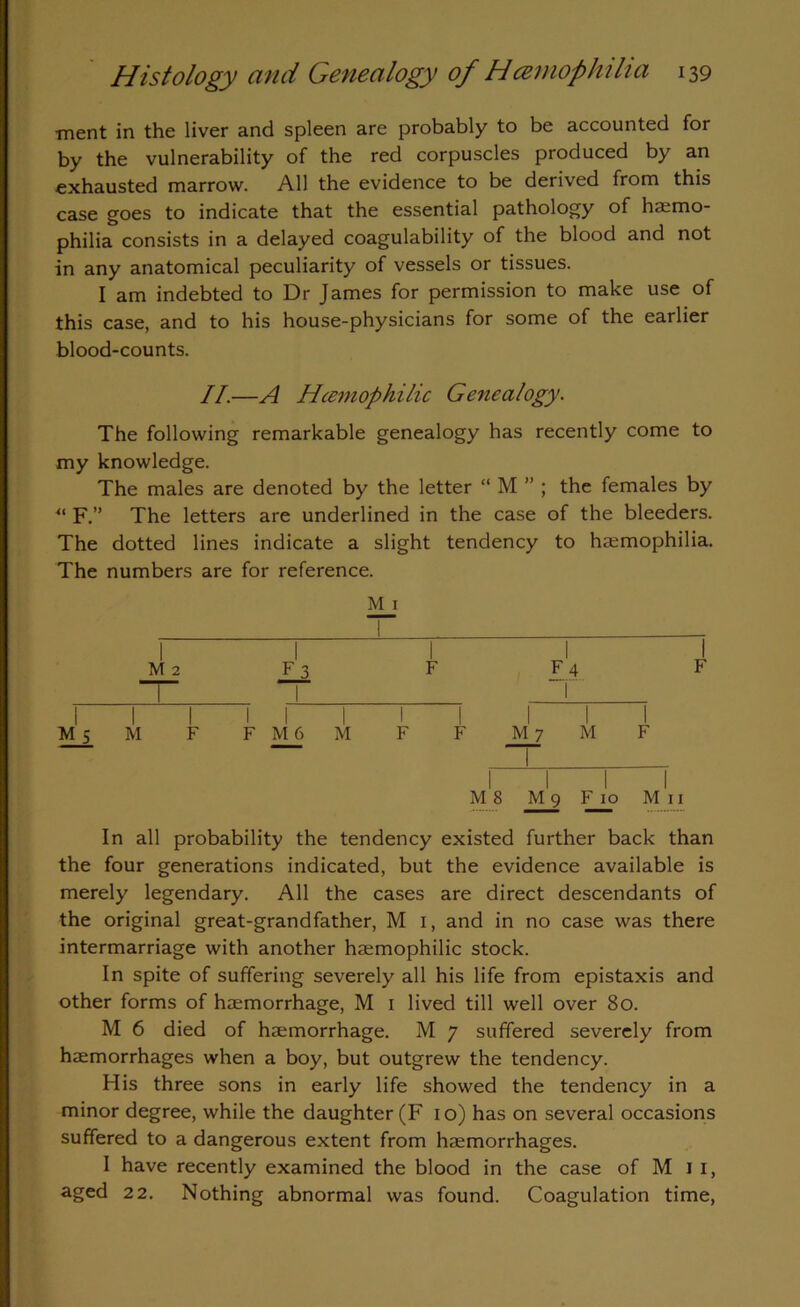 Histology and Genealogy of Hæmophilia 139
ment in the liver and spleen are probably to be accounted for
by the vulnerability of the red corpuscles produced by an
exhausted marrow. All the evidence to be derived from this
case goes to indicate that the essential pathology of hæmo-
philia consists in a delayed coagulability of the blood and not
in any anatomical peculiarity of vessels or tissues.
I am indebted to Dr James for permission to make use of
this case, and to his house-physicians for some of the earlier
blood-counts.
II.—A Hæmophilic Genealogy.
The following remarkable genealogy has recently come to
my knowledge.
The males are denoted by the letter “ M ” ; the females by
“ F.” The letters are underlined in the case of the bleeders.
The dotted lines indicate a slight tendency to hæmophilia.
The numbers are for reference.
M 1
M 2 F 3 F F 4 F
M 5 M F F M 6 M F F M 7 M F
M 8 M 9 F 10 M 11
In all probability the tendency existed further back than
the four generations indicated, but the evidence available is
merely legendary. All the cases are direct descendants of
the original great-grandfather, M 1, and in no case was there
intermarriage with another hæmophilic stock.
In spite of suffering severely all his life from epistaxis and
other forms of hæmorrhage, M 1 lived till well over 80.
M 6 died of hæmorrhage. M 7 suffered severely from
hæmorrhages when a boy, but outgrew the tendency.
His three sons in early life showed the tendency in a
minor degree, while the daughter (F 10) has on several occasions
suffered to a dangerous extent from hæmorrhages.
I have recently examined the blood in the case of M 11,
aged 22. Nothing abnormal was found. Coagulation time,